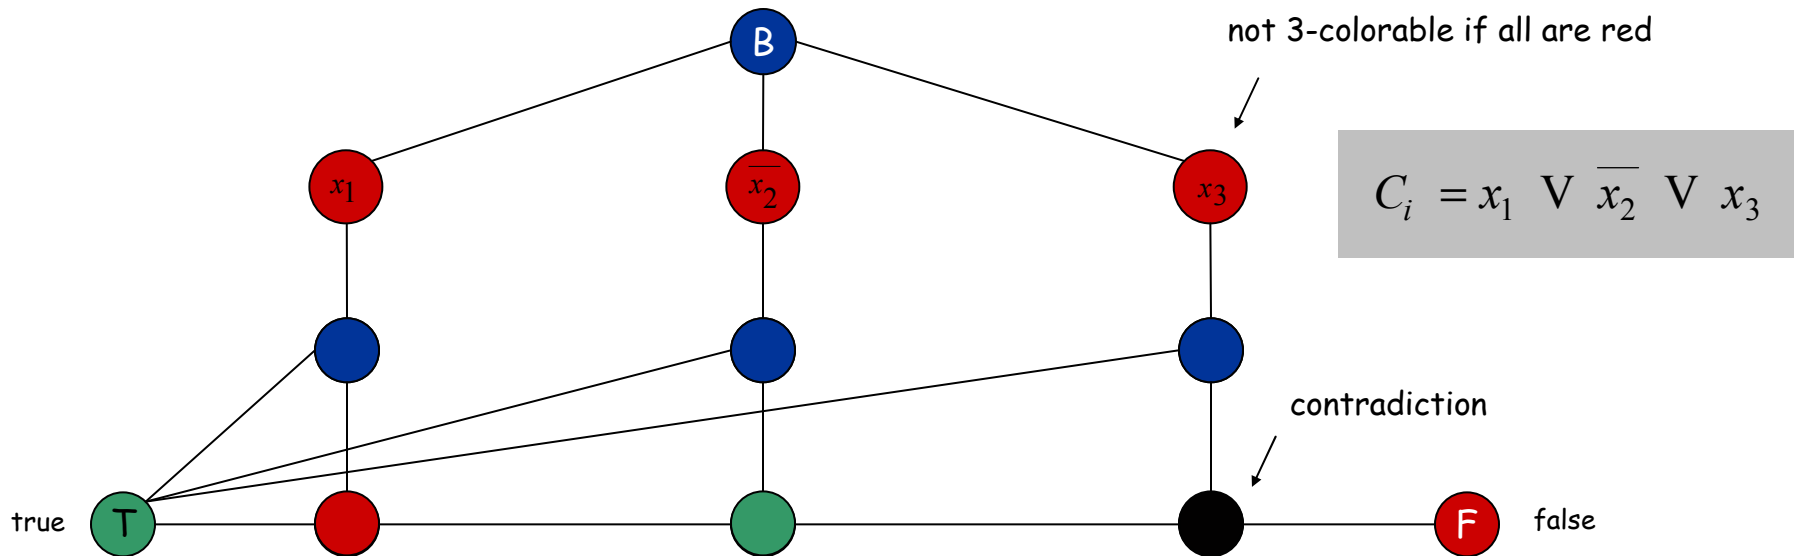 B
not 3-colorable if all are red
x₁
x̅₂
x₃
Cᵢ = x₁ V x̅₂ V x₃
contradiction
true
T
F
false